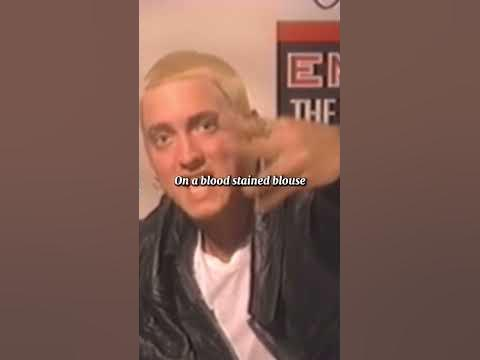 EN
THE
On a blood stained blouse